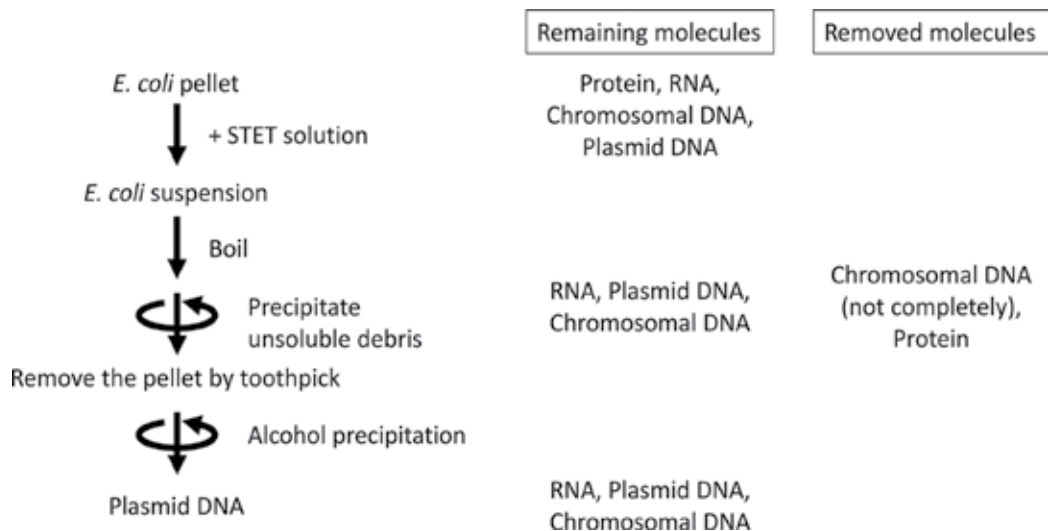 Remaining molecules
Removed molecules
E. coli pellet
Protein, RNA,
Chromosomal DNA,
Plasmid DNA
+ STET solution
E. coli suspension
Boil
Precipitate
unsoluble debris
RNA, Plasmid DNA,
Chromosomal DNA
Chromosomal DNA
(not completely),
Protein
Remove the pellet by toothpick
Alcohol precipitation
Plasmid DNA
RNA, Plasmid DNA,
Chromosomal DNA